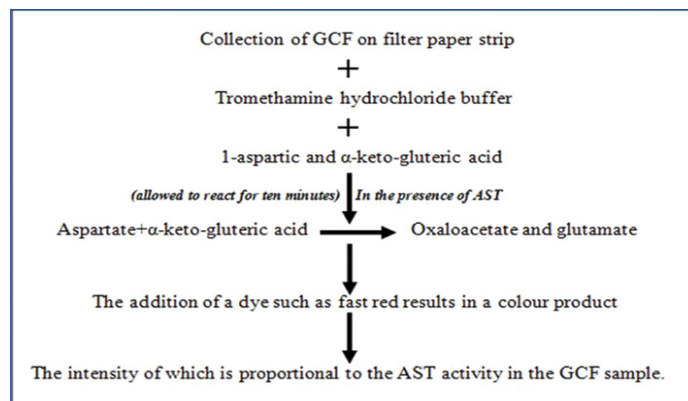 Collection of GCF on filter paper strip
+
Tromethamine hydrochloride buffer
+
1-aspartic and α-keto-gluteric acid
(allowed to react for ten minutes) In the presence of AST
Aspartate+α-keto-gluteric acid Oxaloacetate and glutamate
The addition of a dye such as fast red results in a colour product
The intensity of which is proportional to the AST activity in the GCF sample.